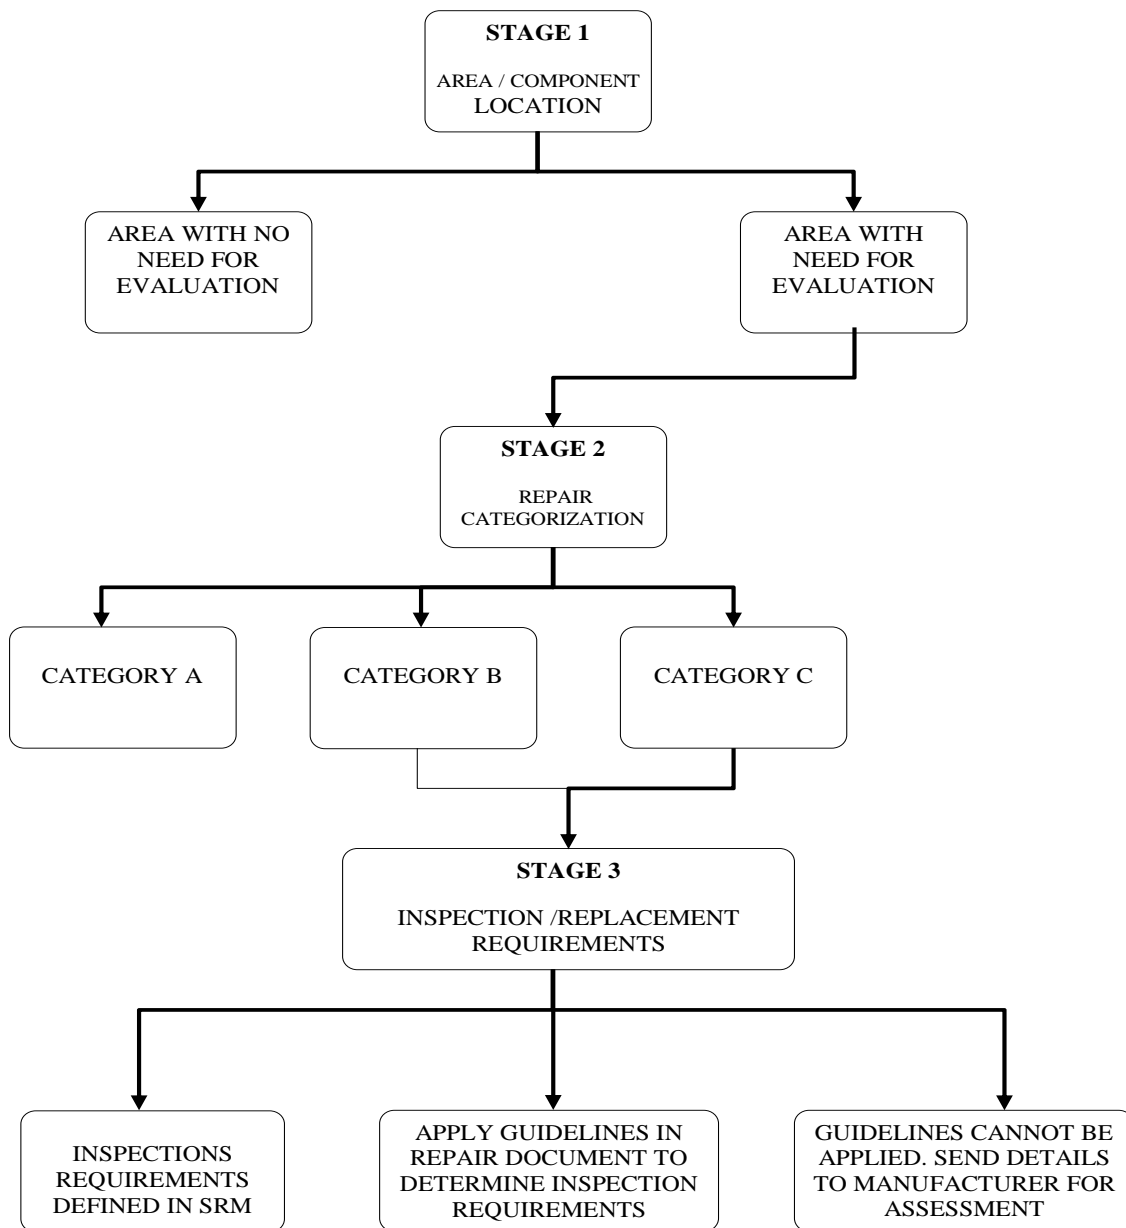 STAGE 1
AREA / COMPONENT
LOCATION
AREA WITH NO
NEED FOR
EVALUATION
AREA WITH
NEED FOR
EVALUATION
STAGE 2
REPAIR
CATEGORIZATION
CATEGORY A
CATEGORY B
CATEGORY C
STAGE 3
INSPECTION /REPLACEMENT
REQUIREMENTS
INSPECTIONS
REQUIREMENTS
DEFINED IN SRM
APPLY GUIDELINES IN
REPAIR DOCUMENT TO
DETERMINE INSPECTION
REQUIREMENTS
GUIDELINES CANNOT BE
APPLIED. SEND DETAILS
TO MANUFACTURER FOR
ASSESSMENT